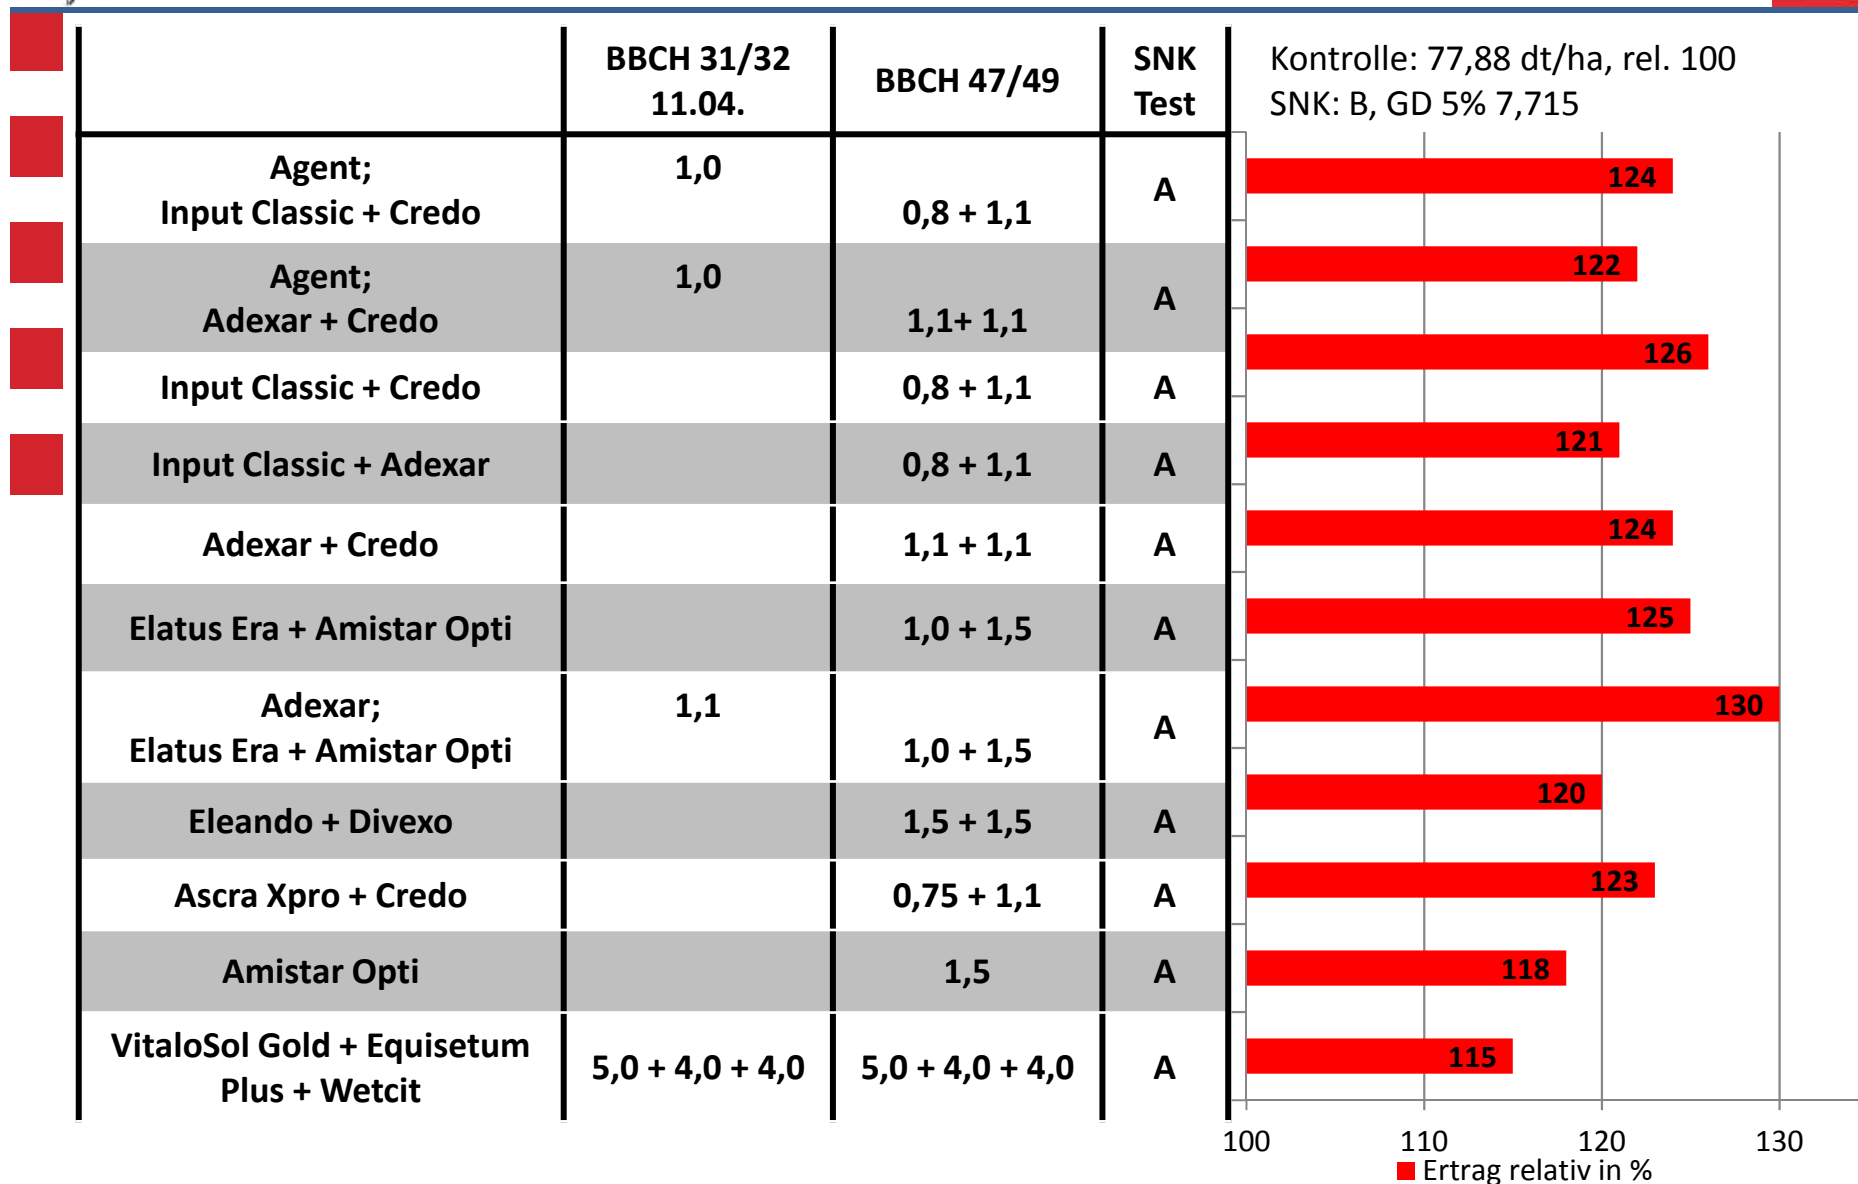 BBCH 31/32
11.04.
BBCH 47/49
SNK
Test
Kontrolle: 77,88 dt/ha, rel. 100
SNK: B, GD 5% 7,715
Agent;
Input Classic + Credo
1,0
0,8 + 1,1
A
124
Agent;
Adexar + Credo
1,0
1,1+ 1,1
A
122
Input Classic + Credo
0,8 + 1,1
A
126
Input Classic + Adexar
0,8 + 1,1
A
121
Adexar + Credo
1,1 + 1,1
A
124
Elatus Era + Amistar Opti
1,0 + 1,5
A
125
Adexar;
Elatus Era + Amistar Opti
1,1
1,0 + 1,5
A
130
Eleando + Divexo
1,5 + 1,5
A
120
Ascra Xpro + Credo
0,75 + 1,1
A
123
Amistar Opti
1,5
A
118
VitaloSol Gold + Equisetum
Plus + Wetcit
5,0 + 4,0 + 4,0
5,0 + 4,0 + 4,0
A
115
100 110 120 130
Ertrag relativ in %